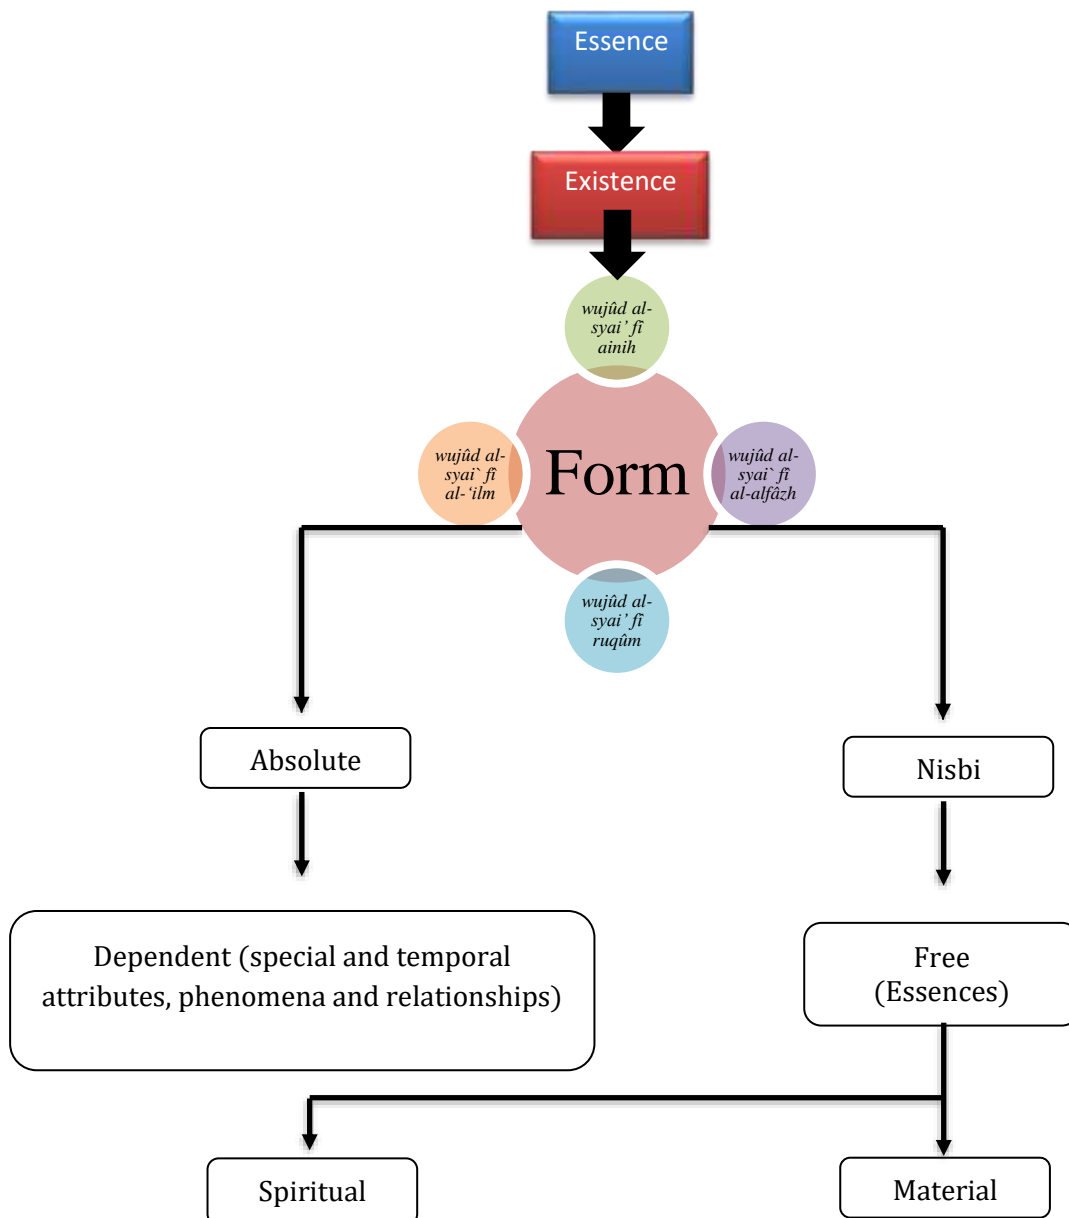 Essence
Existence
wujûd al-
syai’ fî
ainih
wujûd al-
syai` fî
al-‘ilm
Form
wujûd al-
syai` fî
al-alfâzh
wujûd al-
syai’ fî
ruqûm
Absolute
Nisbi
Dependent (special and temporal
attributes, phenomena and relationships)
Free
(Essences)
Spiritual
Material